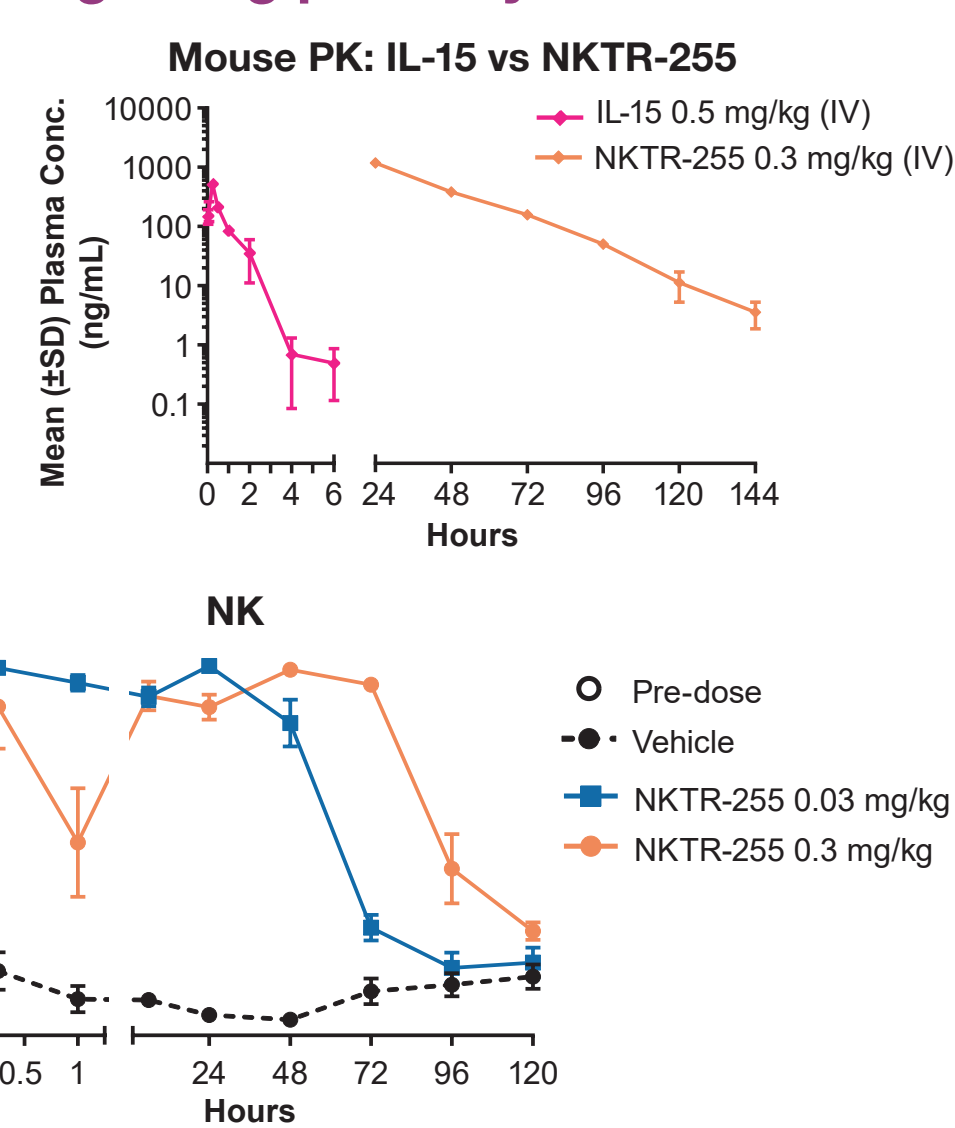 Mouse PK: IL-15 vs NKTR-255
Mean (±SD) Plasma Conc.
(ng/mL)
10000
1000
100
10
1
0.1
IL-15 0.5 mg/kg (IV)
NKTR-255 0.3 mg/kg (IV)
0 2 4 6 24 48 72 96 120 144
Hours
NK
Pre-dose
Vehicle
NKTR-255 0.03 mg/kg
NKTR-255 0.3 mg/kg
0.5 1 24 48 72 96 120
Hours